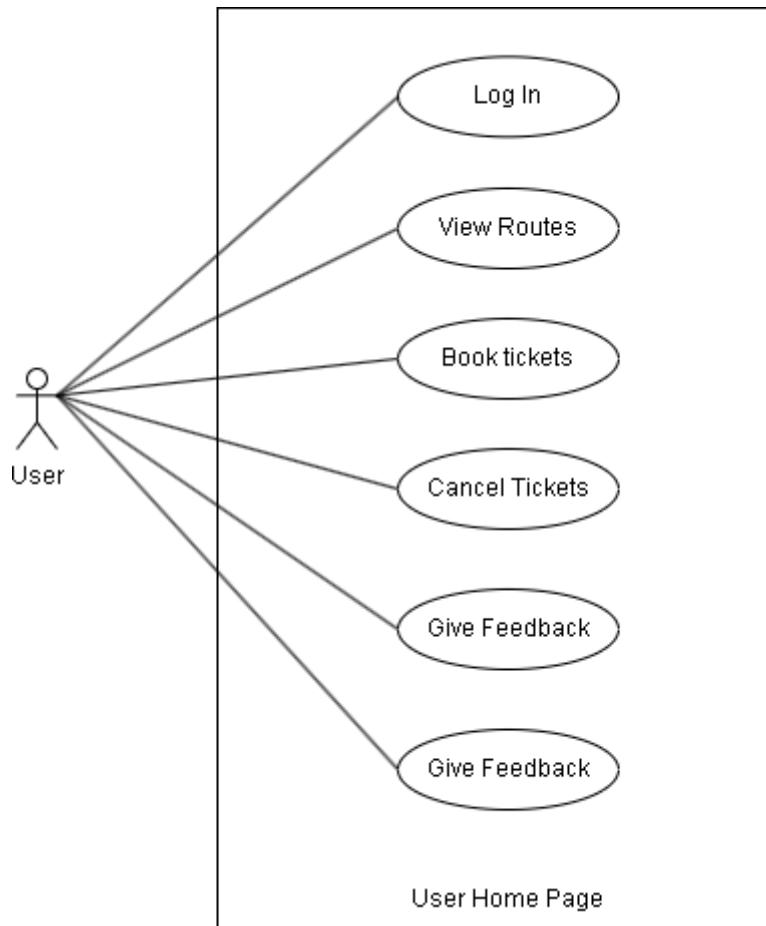 Log In
View Routes
Book tickets
User
Cancel Tickets
Give Feedback
Give Feedback
User Home Page